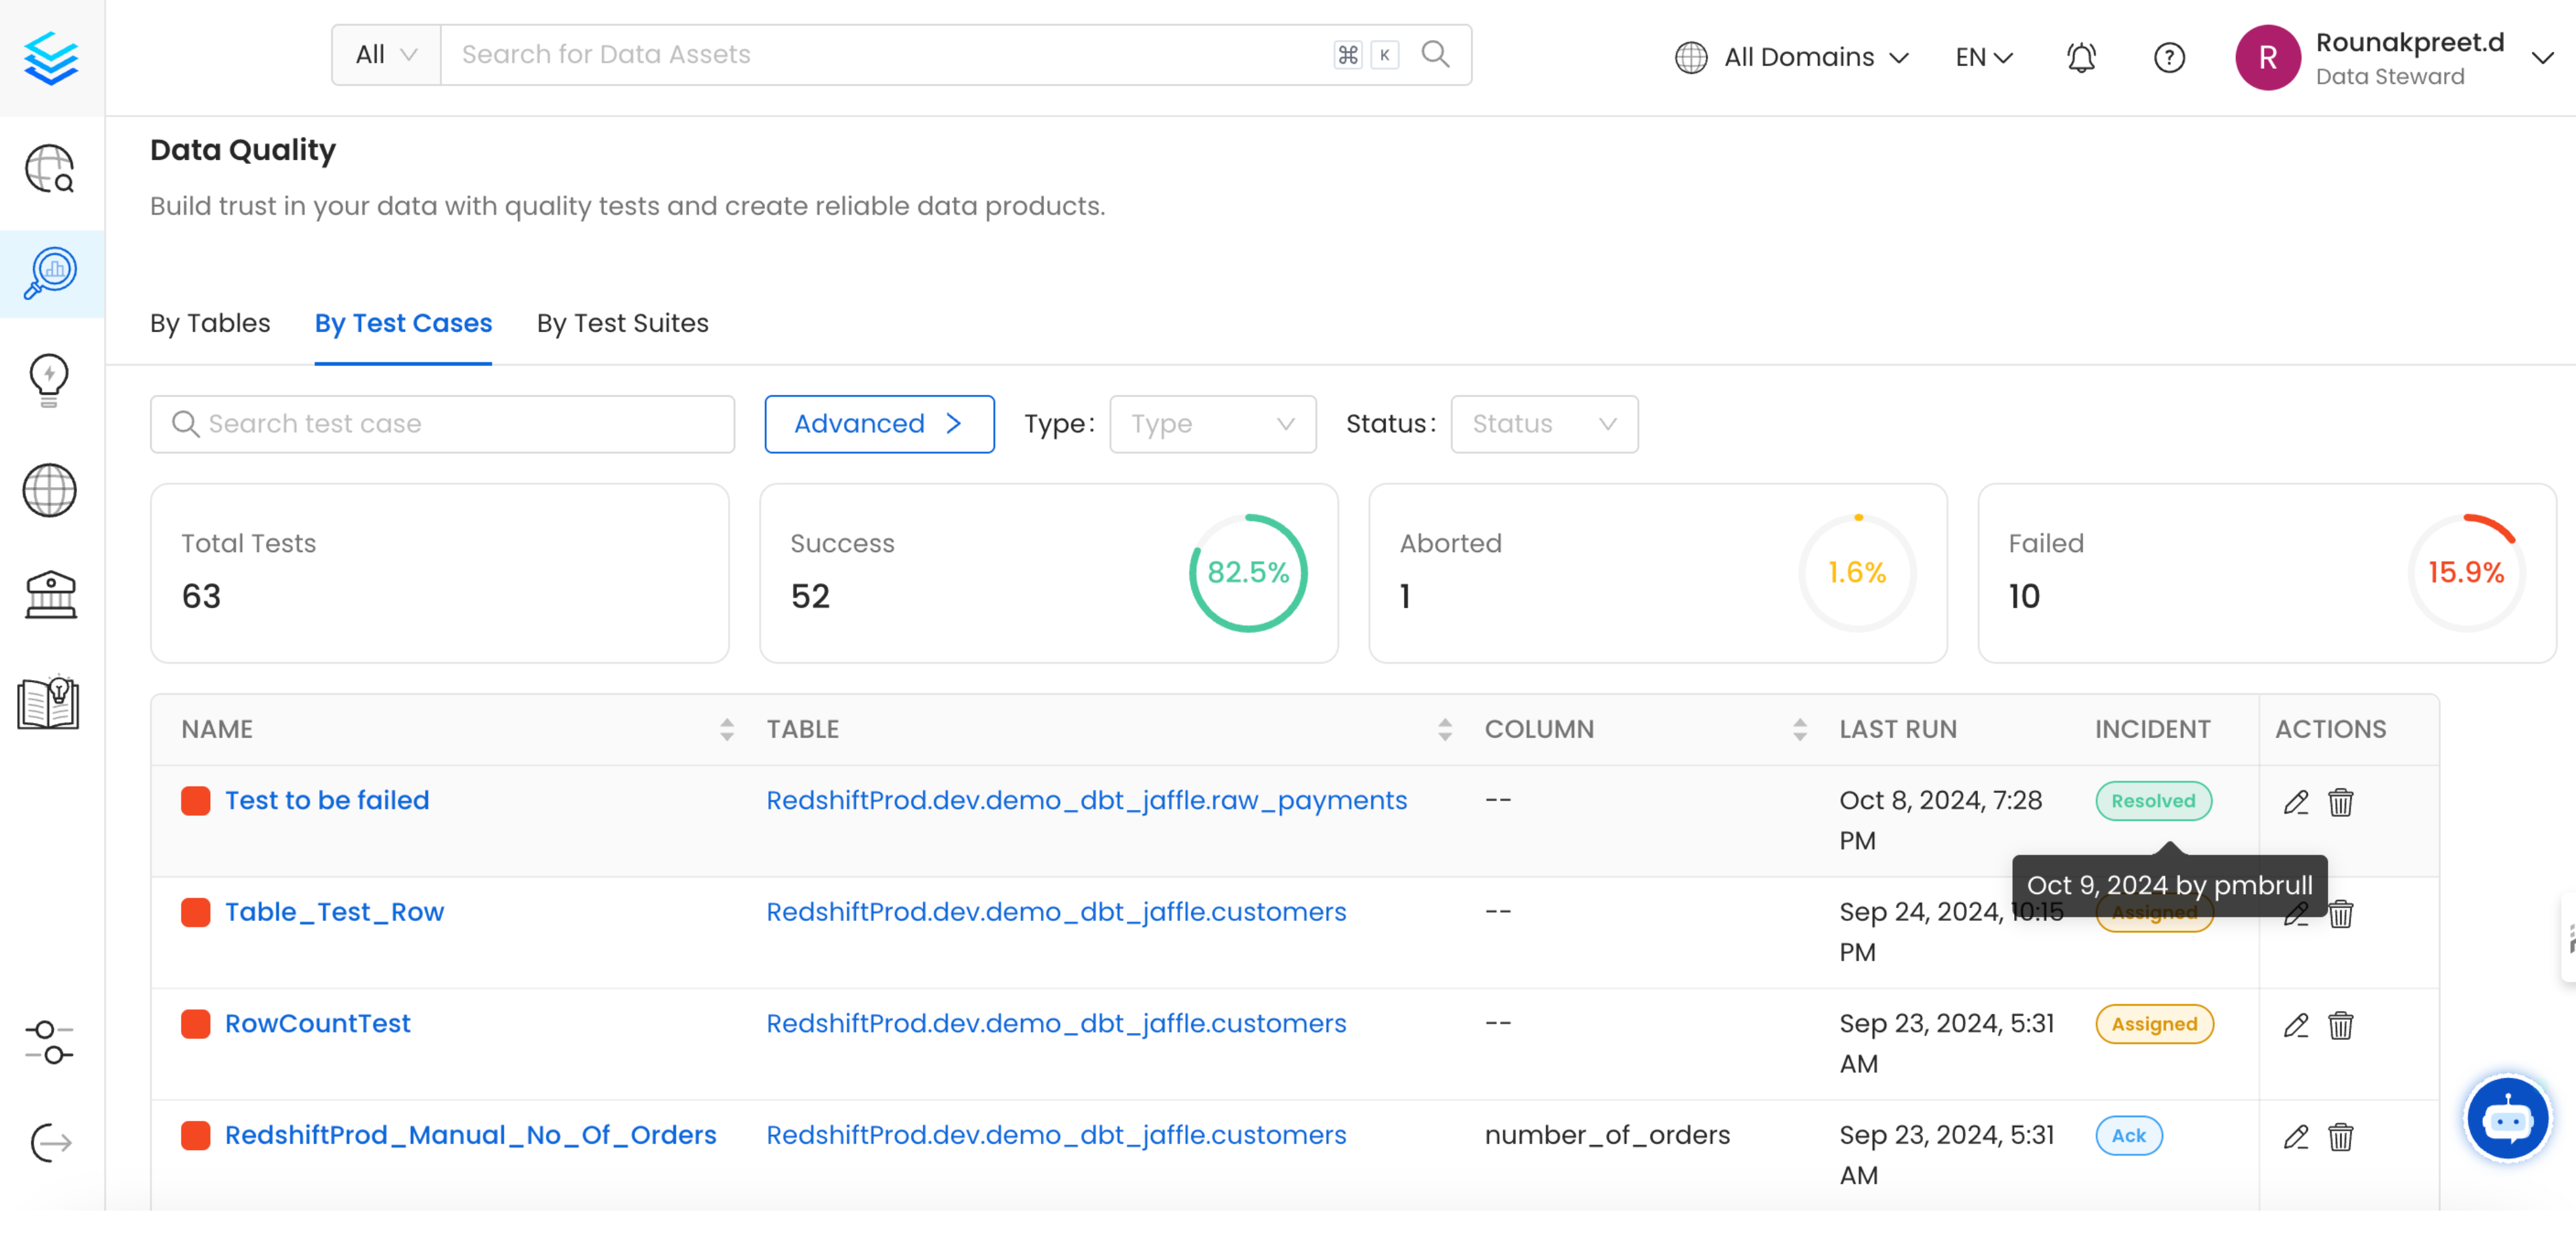 All
Search for Data Assets
⌘ K
All Domains
EN
R
Rounakpreet.d
Data Steward
Data Quality
Build trust in your data with quality tests and create reliable data products.
By Tables By Test Cases By Test Suites
Search test case
Advanced
Type:
Type
Status:
Status
Total Tests
63
Success
52
82.5%
Aborted
1
1.6%
Failed
10
15.9%
NAME TABLE COLUMN LAST RUN INCIDENT ACTIONS
Test to be failed RedshiftProd.dev.demo_dbt_jaffle.raw_payments -- Oct 8, 2024, 7:28 Resolved
PM
Oct 9, 2024 by pmbrull
Table_Test_Row RedshiftProd.dev.demo_dbt_jaffle.customers -- Sep 24, 2024, 10:15 Assigned
PM
RowCountTest RedshiftProd.dev.demo_dbt_jaffle.customers -- Sep 23, 2024, 5:31 Assigned
AM
RedshiftProd_Manual_No_Of_Orders RedshiftProd.dev.demo_dbt_jaffle.customers number_of_orders Sep 23, 2024, 5:31 Ack
AM